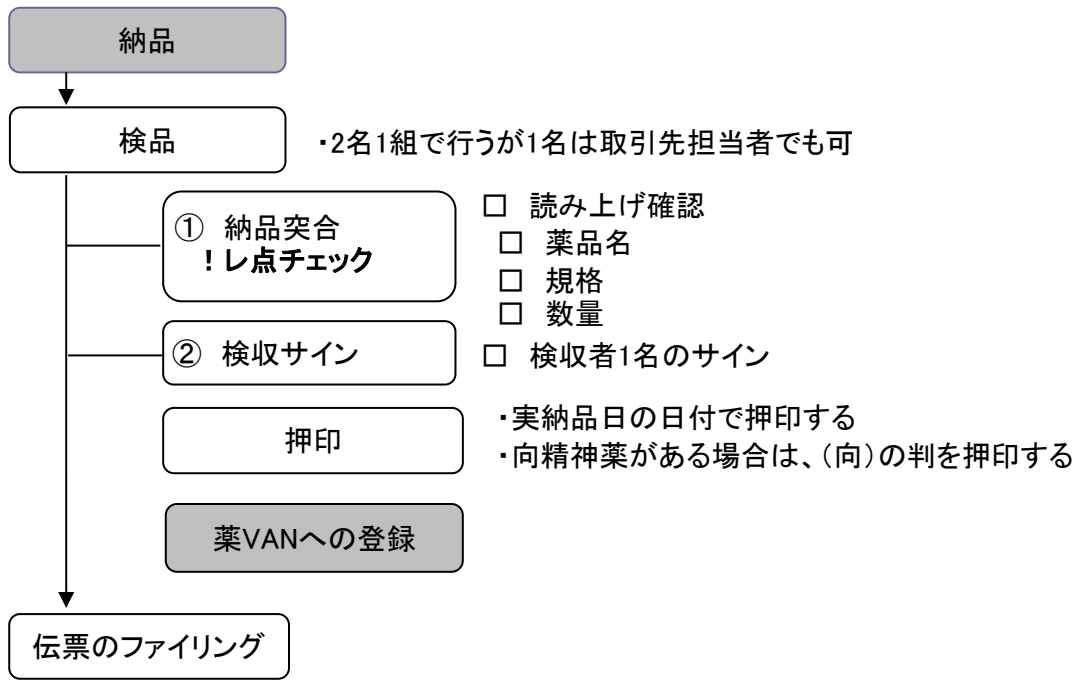 納品
検品
・2名1組で行うが1名は取引先担当者でも可
① 納品突合
！レ点チェック
□ 読み上げ確認
□ 薬品名
□ 規格
□ 数量
② 検収サイン
□ 検収者1名のサイン
押印
・実納品日の日付で押印する
・向精神薬がある場合は、（向）の判を押印する
薬VANへの登録
伝票のファイリング